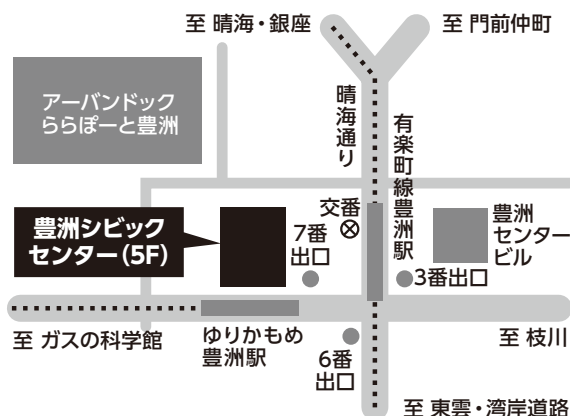 至 晴海・銀座
至 門前仲町
アーバンドック
ららぽーと豊洲
晴海通り
有楽町線豊洲駅
豊洲シビック
センター(5F)
交番
7番
出口
豊洲
センター
ビル
3番出口
至 ガスの科学館
ゆりかもめ
豊洲駅
6番
出口
至 枝川
至 東雲・湾岸道路